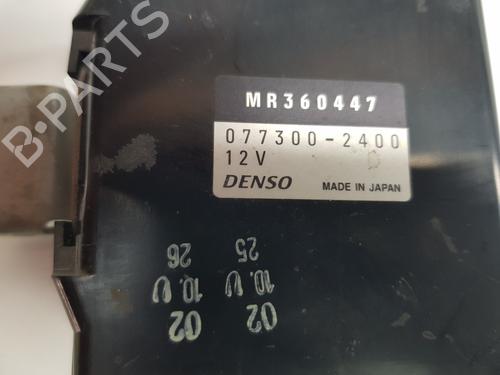 B-PARTS
MR360447
077300-2400
12V
DENSO MADE IN JAPAN
02 10.
25
02 10.
26